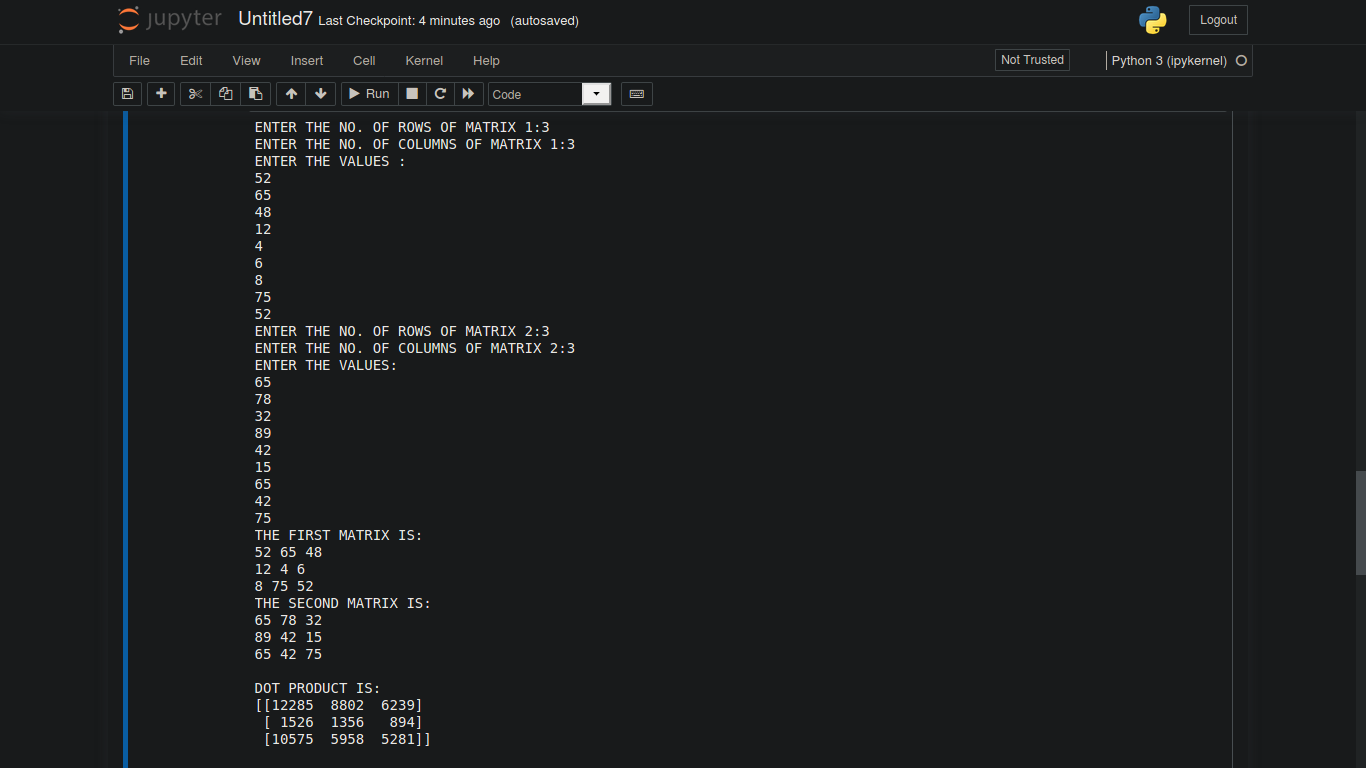 jupyter Untitled7 Last Checkpoint: 4 minutes ago (autosaved) Logout
File Edit View Insert Cell Kernel Help Not Trusted Python 3 (ipykernel)
Run Code
ENTER THE NO. OF ROWS OF MATRIX 1:3
ENTER THE NO. OF COLUMNS OF MATRIX 1:3
ENTER THE VALUES :
52
65
48
12
4
6
8
75
52
ENTER THE NO. OF ROWS OF MATRIX 2:3
ENTER THE NO. OF COLUMNS OF MATRIX 2:3
ENTER THE VALUES:
65
78
32
89
42
15
65
42
75
THE FIRST MATRIX IS:
52 65 48
12 4 6
8 75 52
THE SECOND MATRIX IS:
65 78 32
89 42 15
65 42 75
DOT PRODUCT IS:
[[12285  8802  6239]
 [ 1526  1356   894]
 [10575  5958  5281]]